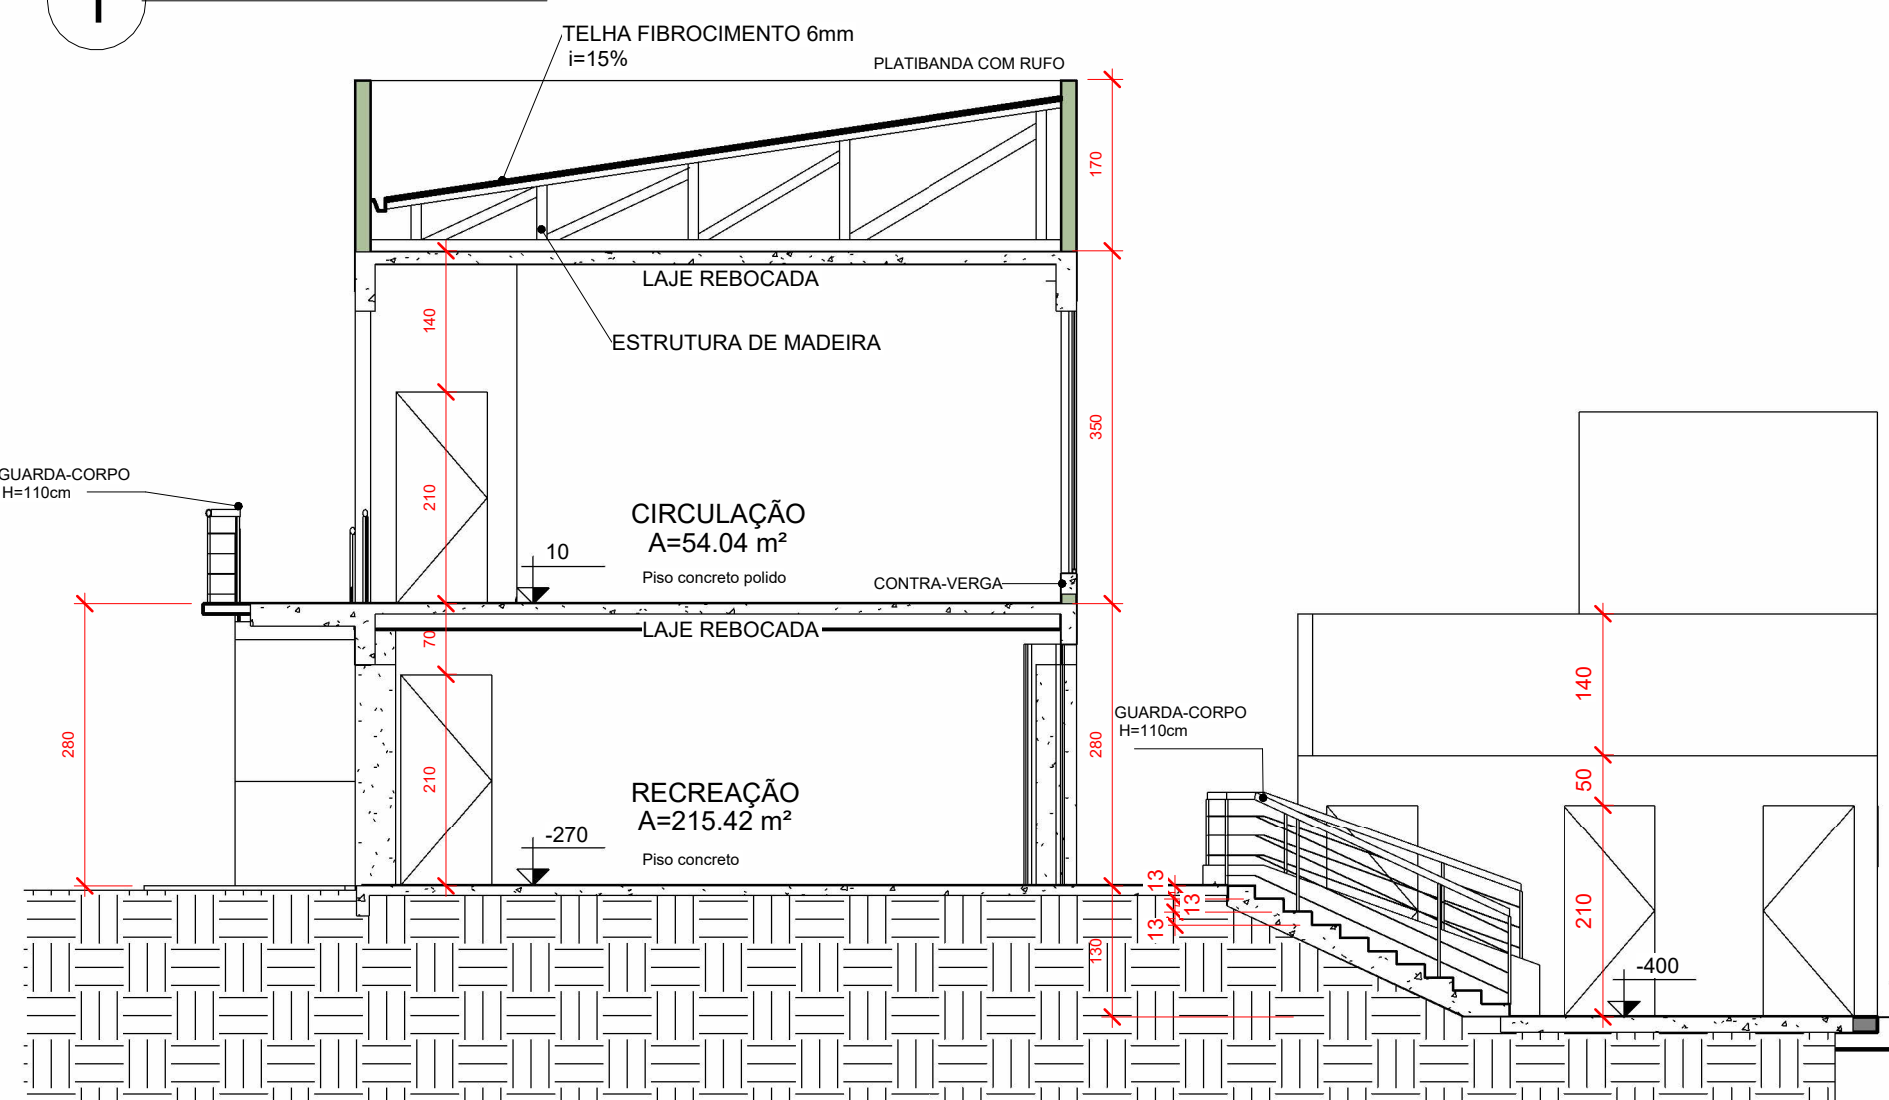 1
TELHA FIBROCIMENTO 6mm
i=15%
PLATIBANDA COM RUFO
170
LAJE REBOCADA
140
ESTRUTURA DE MADEIRA
350
GUARDA-CORPO
H=110cm
210
CIRCULAÇÃO
A=54.04 m²
10
Piso concreto polido
CONTRA-VERGA
LAJE REBOCADA
70
140
GUARDA-CORPO
H=110cm
280
280
210
50
RECREAÇÃO
A=215.42 m²
-270
Piso concreto
13
13
13
210
130
-400